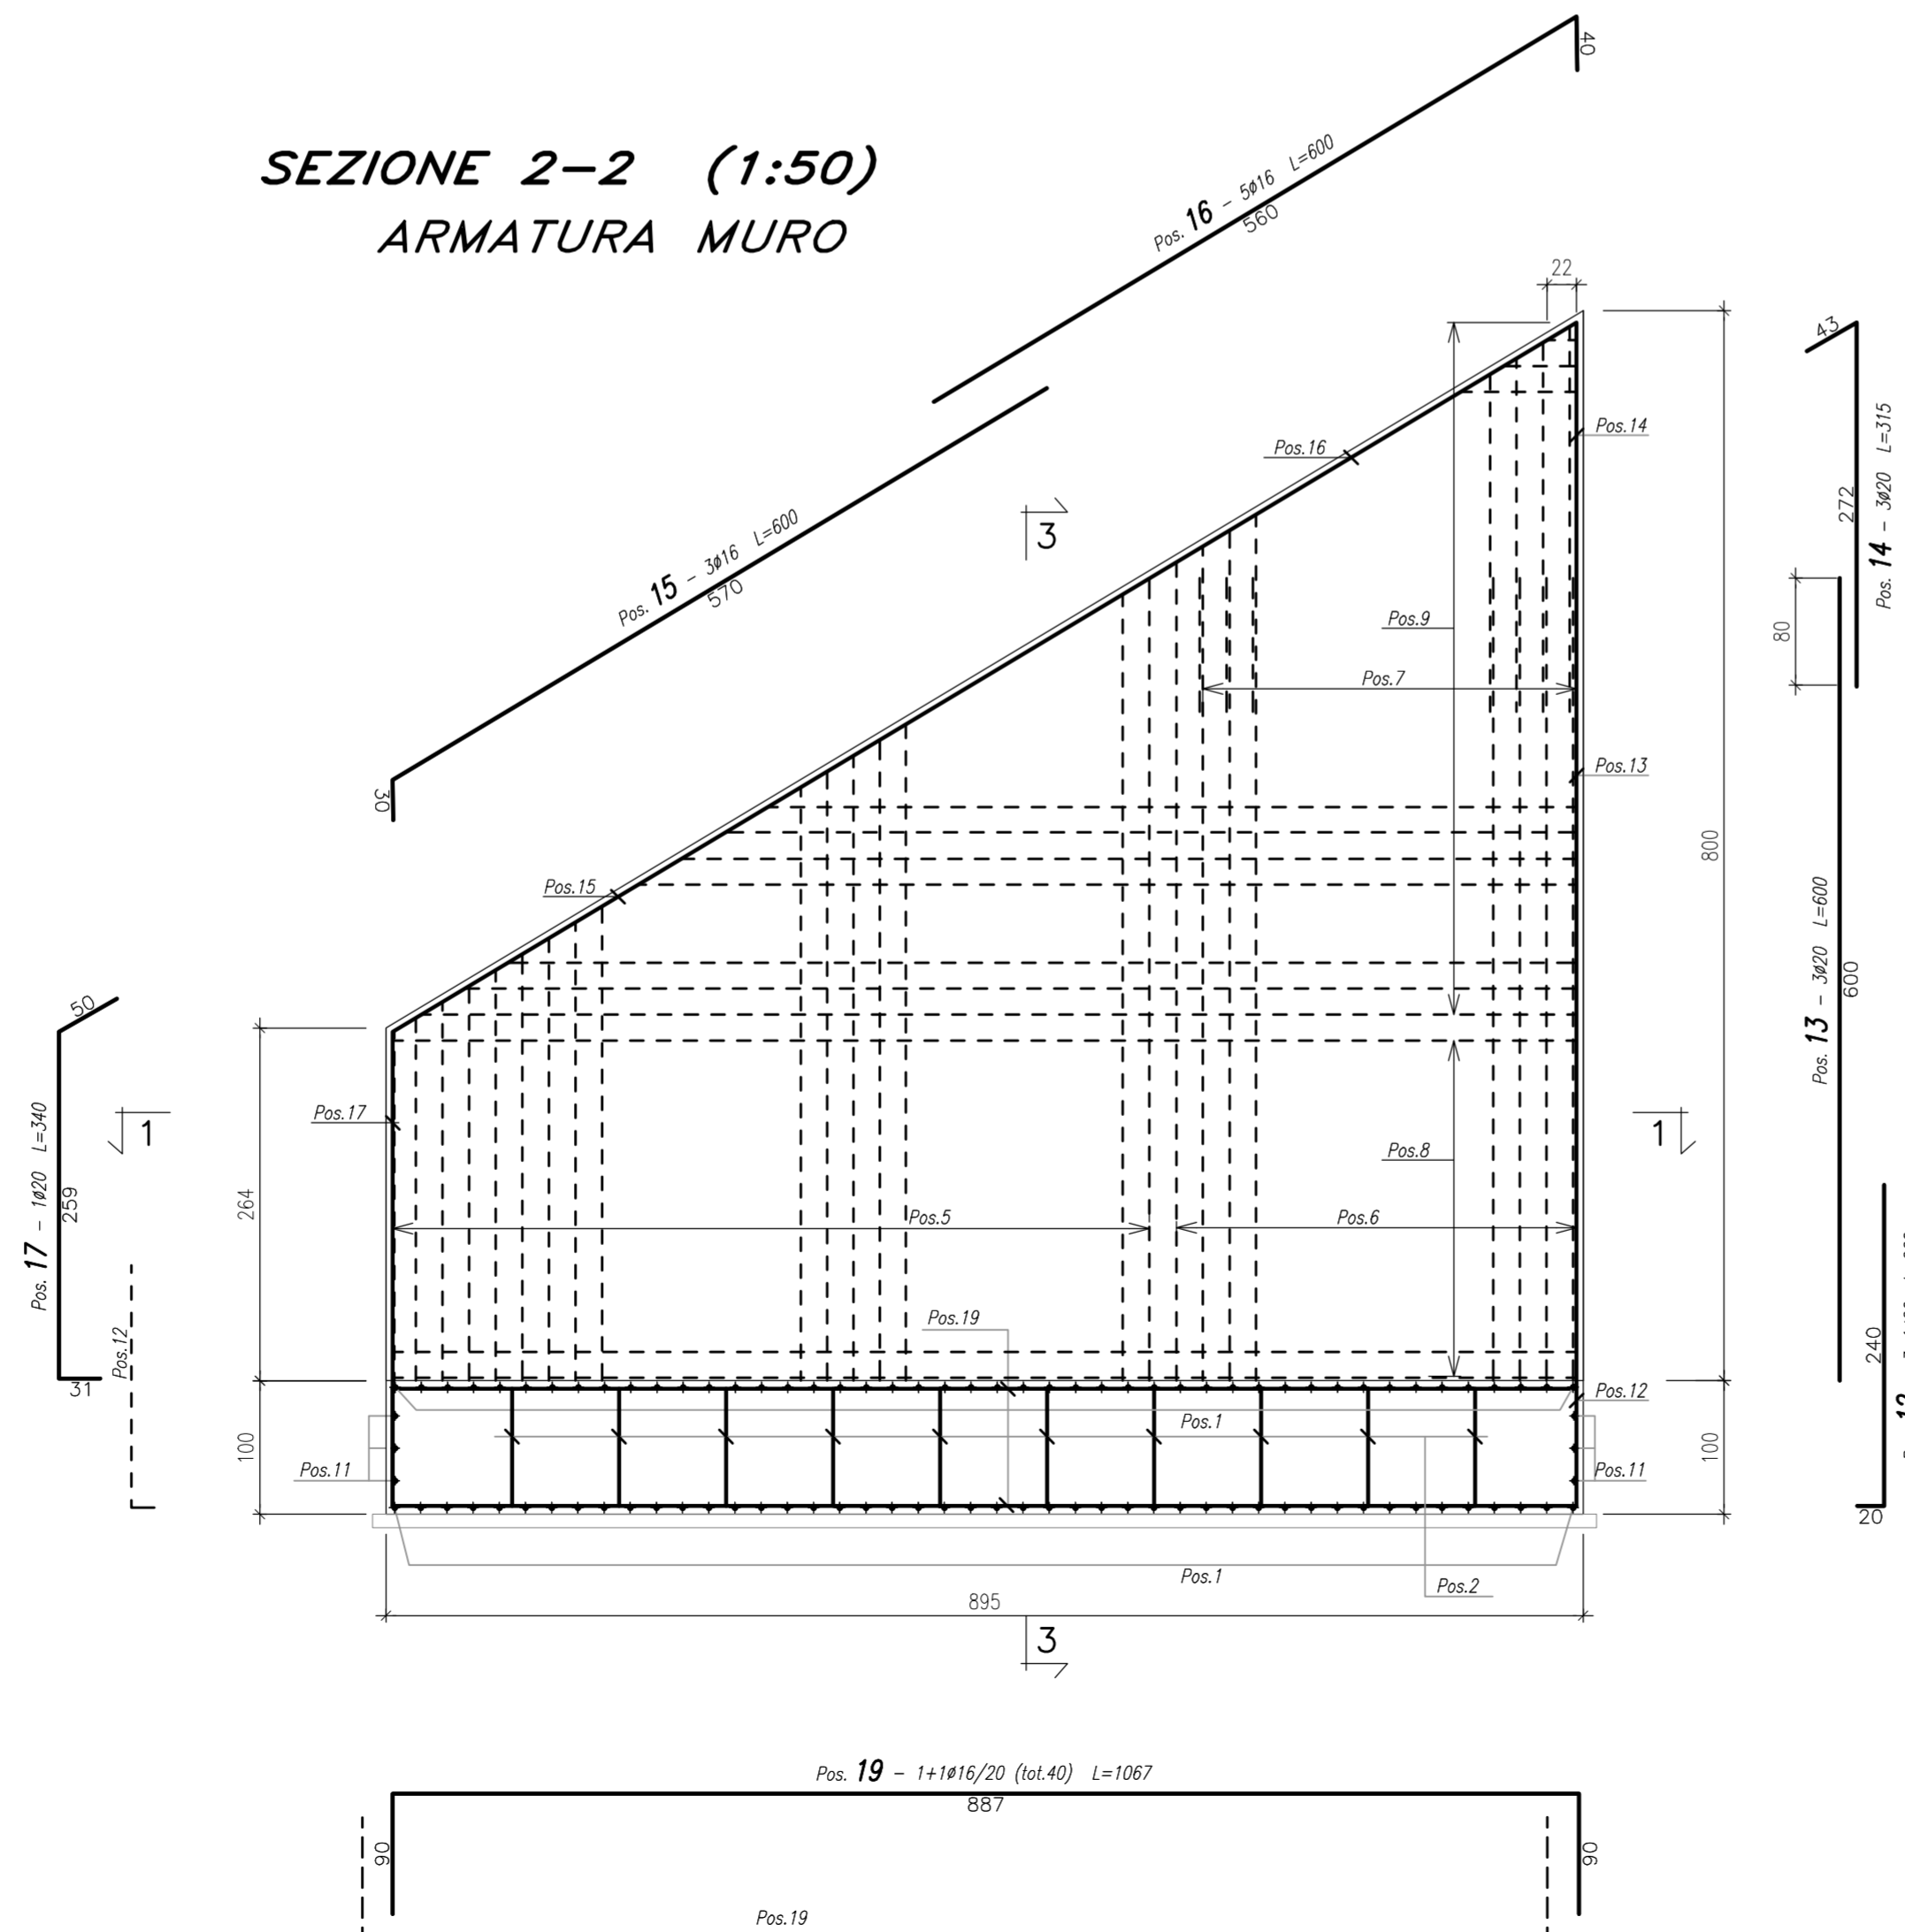 40
SEZIONE 2-2 (1:50)
ARMATURA MURO
Pos. 16 - 5ø16 L=600
560
22
43
Pos.14
272
Pos. 14 - 3ø20 L=315
Pos.16
3
Pos. 15 - 3ø16 L=600
570
Pos.9
80
Pos.7
Pos.13
30
800
Pos.15
Pos. 13 - 3ø20 L=600
600
50
Pos.17
1
1
Pos. 17 - 1ø20 L=340
259
Pos.8
264
Pos.5
Pos.6
Pos.19
Pos.12
240
31
Pos.12
Pos.1
100
100
Pos.11
Pos.11
20
Pos.1
Pos.2
895
3
Pos. 19 - 1+1ø16/20 (tot.40) L=1067
887
90
90
Pos.19